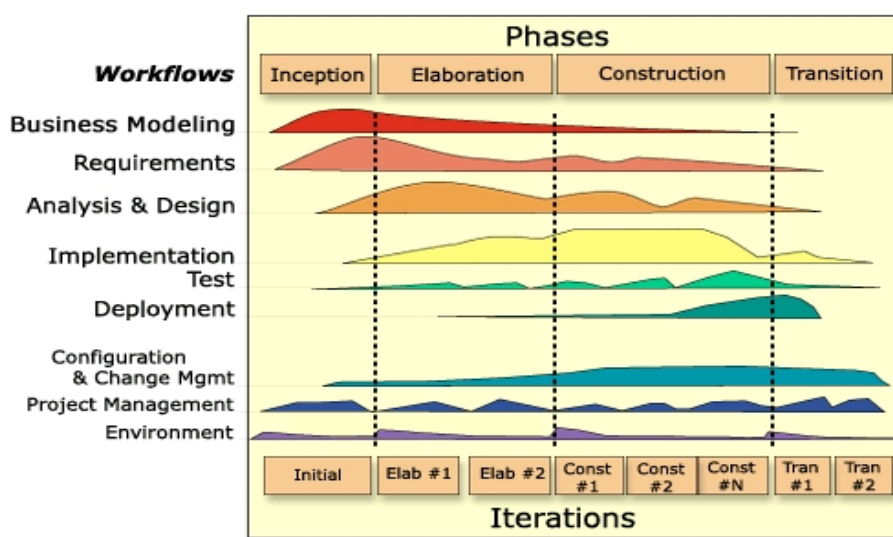 Phases
Workflows
Inception
Elaboration
Construction
Transition
Business Modeling
Requirements
Analysis & Design
Implementation
Test
Deployment
Configuration
& Change Mgmt
Project Management
Environment
Initial
Elab #1
Elab #2
Const
#1
Const
#2
Const
#N
Tran
#1
Tran
#2
Iterations